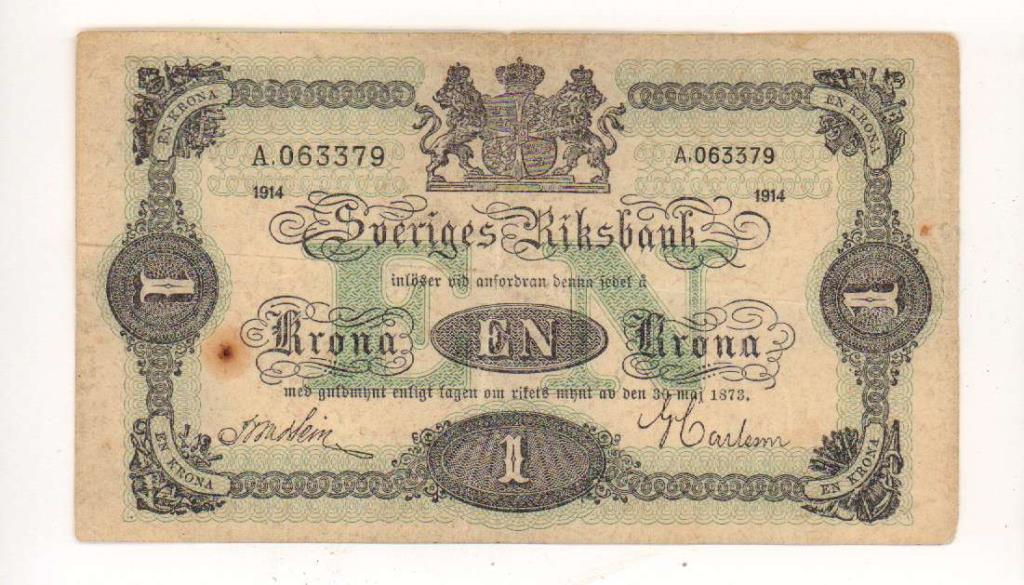 EN KRONA EN KRONA
A.063379 A.063379
1914 1914
Sveriges Riksbank
inlöser vid anfordran denna sedel å
EN
1 1
Krona EN Krona
med guldmynt enligt lagen om rikets mynt av den 30 maj 1873.
1
EN KRONA EN KRONA